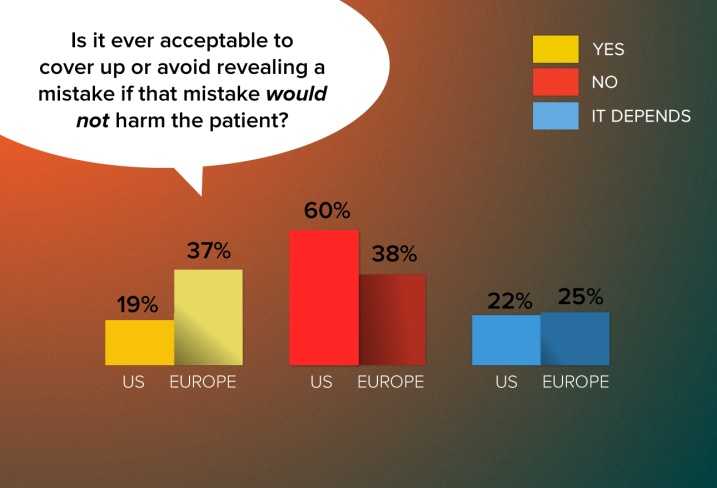 Is it ever acceptable to
cover up or avoid revealing a
mistake if that mistake would
not harm the patient?
YES
NO
IT DEPENDS
19%
37%
60%
38%
22%
25%
US
EUROPE
US
EUROPE
US
EUROPE